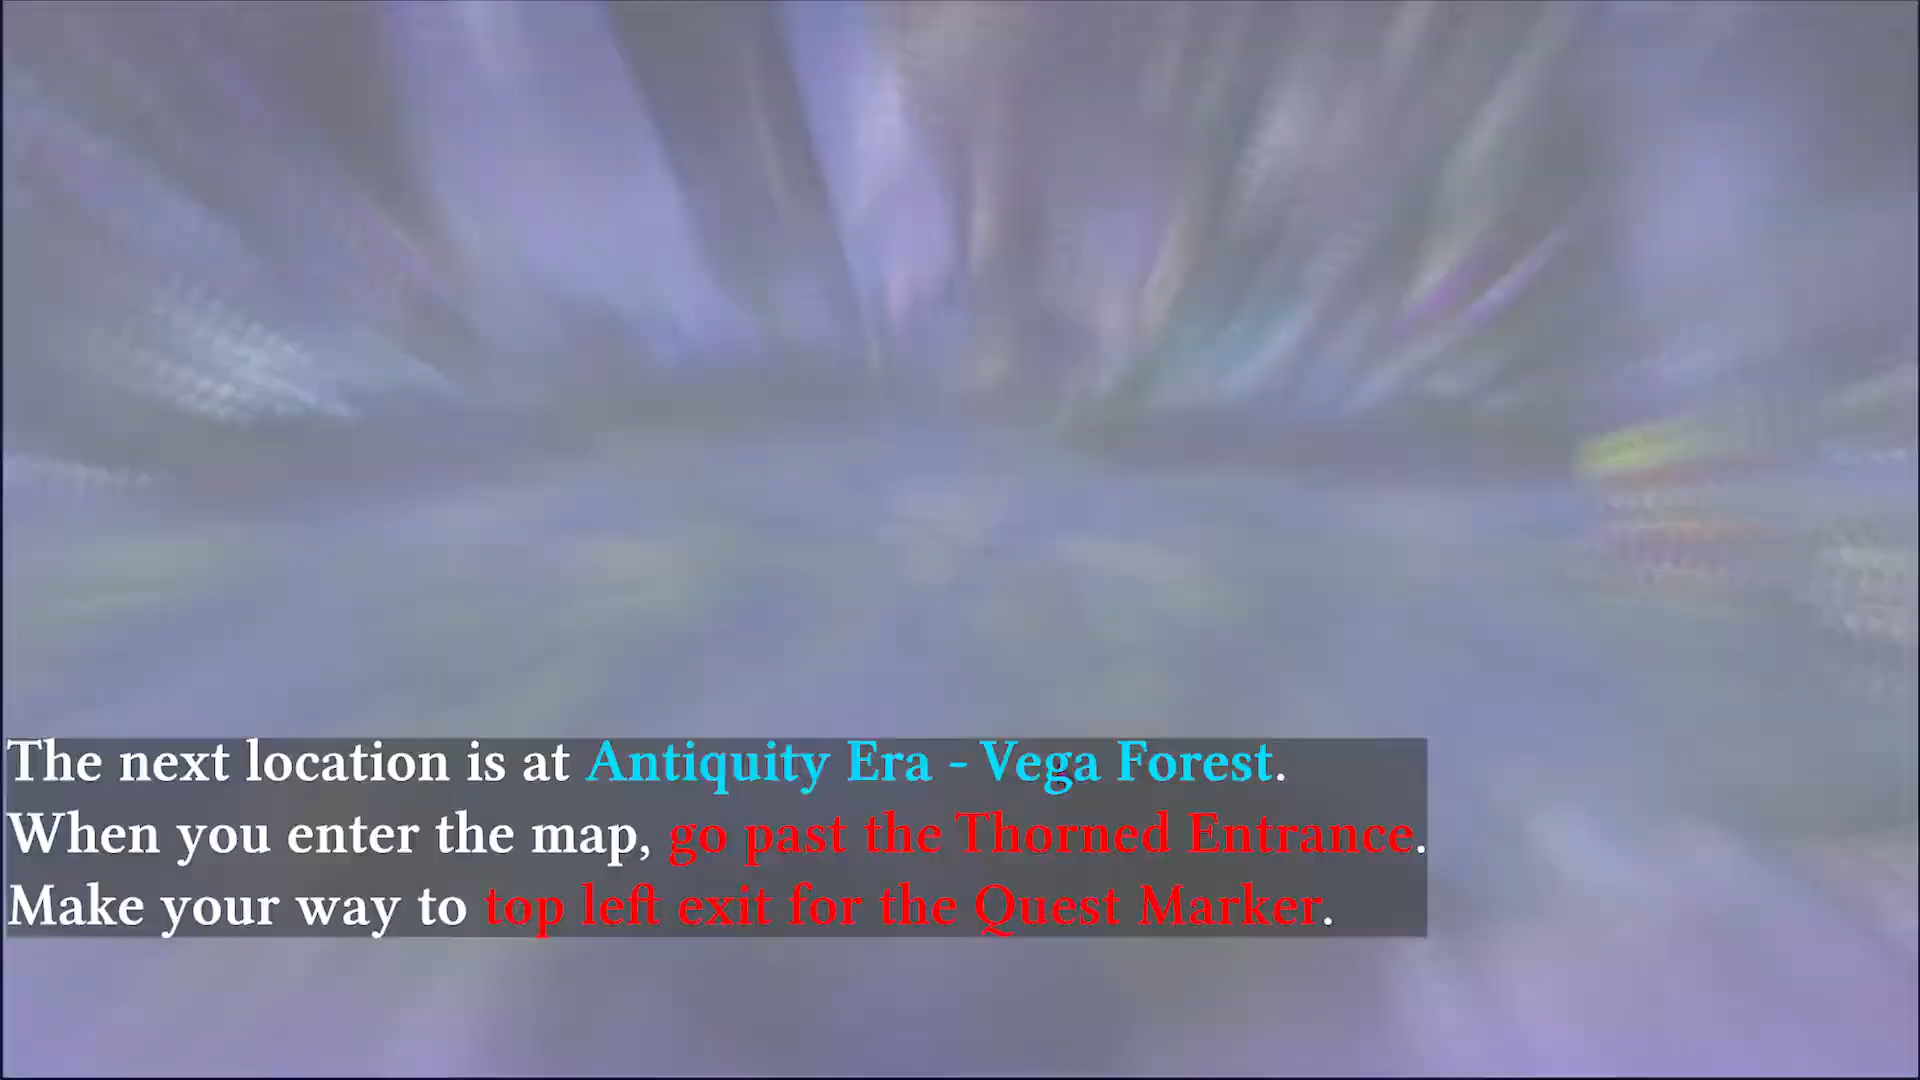 The next location is at Antiquity Era - Vega Forest.
When you enter the map, go past the Thorned Entrance.
Make your way to top left exit for the Quest Marker.